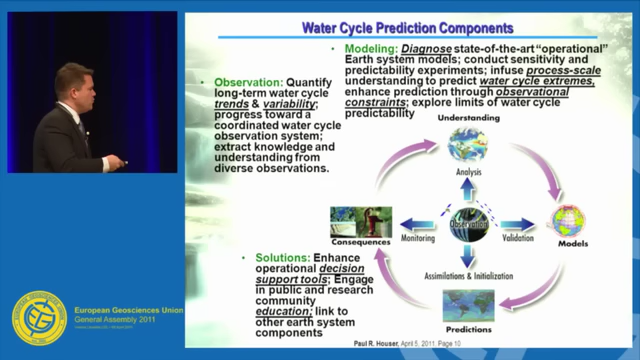 Water Cycle Prediction Components
• Modeling: Diagnose state-of-the-art “operational”
Earth system models; conduct sensitivity and
predictability experiments; infuse process-scale
understanding to predict water cycle extremes,
enhance prediction through observational
constraints; explore limits of water cycle
predictability
• Observation: Quantify
long-term water cycle
trends & variability;
progress toward a
coordinated water cycle
observation system;
extract knowledge and
understanding from
diverse observations.
Understanding
Analysis
Consequences
Monitoring
Observation
Validation
Models
Assimilations & Initialization
Predictions
• Solutions: Enhance
operational decision
support tools; Engage
in public and research
community
education; link to
other earth system
components
Paul R. Houser, April 5, 2011, Page 10
European Geosciences Union
General Assembly 2011